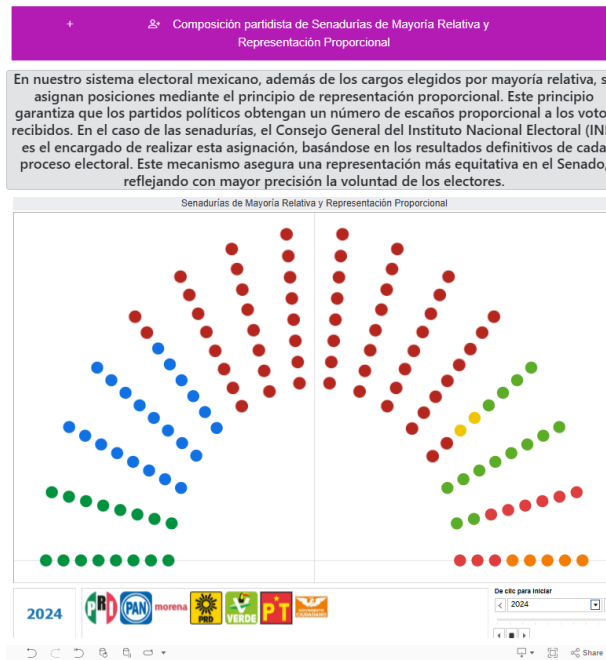 + Composición partidista de Senadurías de Mayoría Relativa y
Representación Proporcional
En nuestro sistema electoral mexicano, además de los cargos elegidos por mayoría relativa, s
asignan posiciones mediante el principio de representación proporcional. Este principio
garantiza que los partidos políticos obtengan un número de escaños proporcional a los voto
recibidos. En el caso de las senadurías, el Consejo General del Instituto Nacional Electoral (IN
es el encargado de realizar esta asignación, basándose en los resultados definitivos de cada
proceso electoral. Este mecanismo asegura una representación más equitativa en el Senado,
reflejando con mayor precisión la voluntad de los electores.
Senadurías de Mayoría Relativa y Representación Proporcional
2024
PRI
PAN
morena
PRD
VERDE
PT
De clic para Iniciar
2024
Share